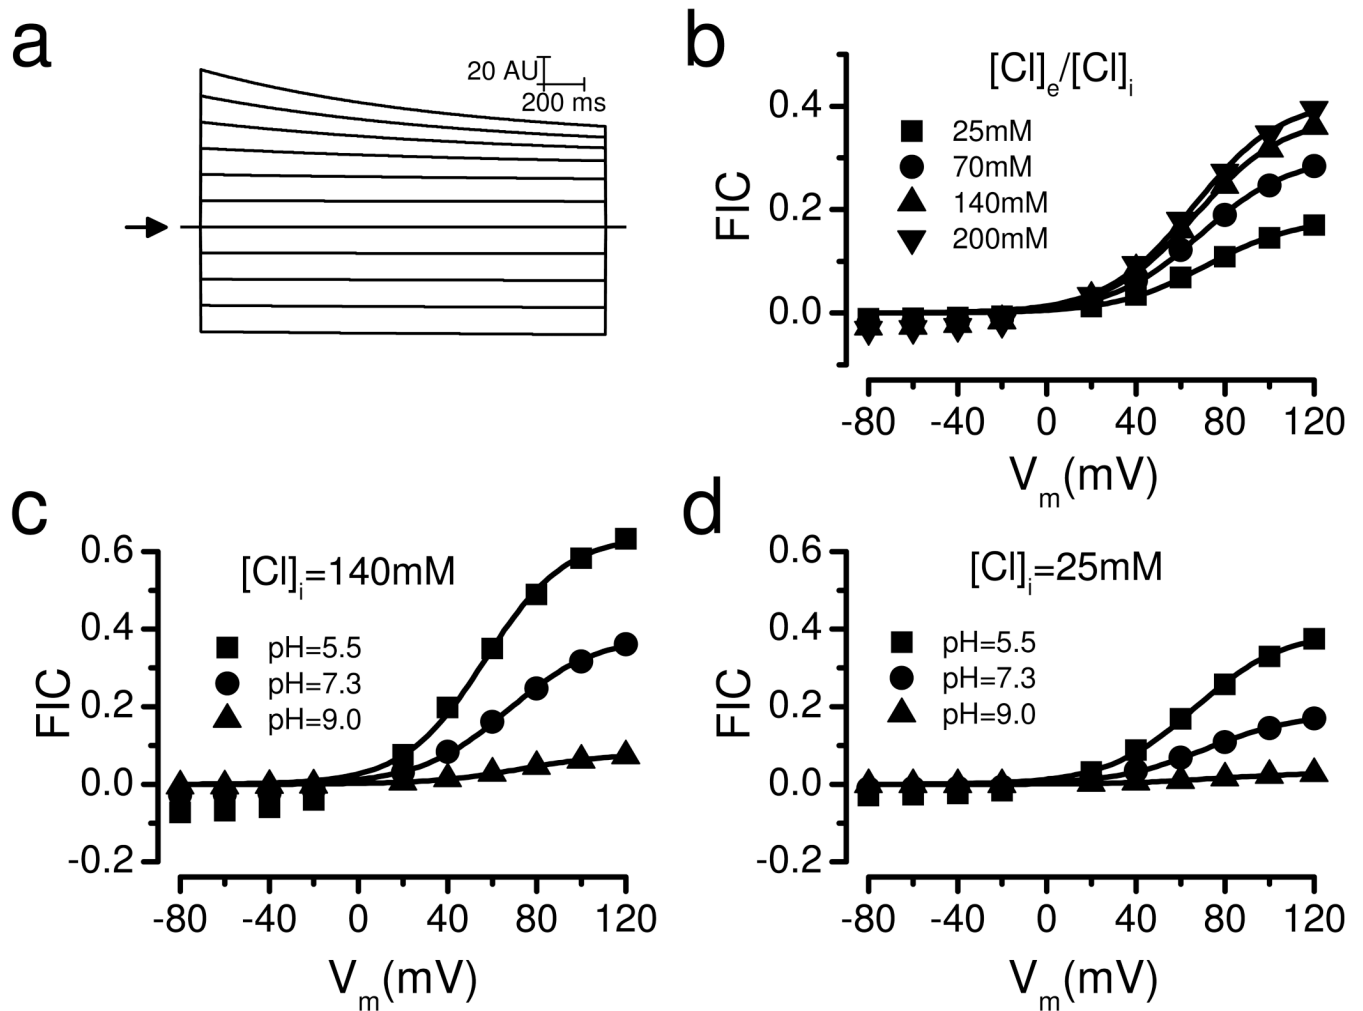 a
20 AU
200 ms
b
[Cl]e/[Cl]i
25mM
70mM
140mM
200mM
FIC
0.4
0.2
0.0
-80 -40 0 40 80 120
Vm(mV)
c
[Cl]i=140mM
pH=5.5
pH=7.3
pH=9.0
FIC
0.6
0.4
0.2
0.0
-0.2
-80 -40 0 40 80 120
Vm(mV)
d
[Cl]i=25mM
pH=5.5
pH=7.3
pH=9.0
FIC
0.6
0.4
0.2
0.0
-0.2
-80 -40 0 40 80 120
Vm(mV)